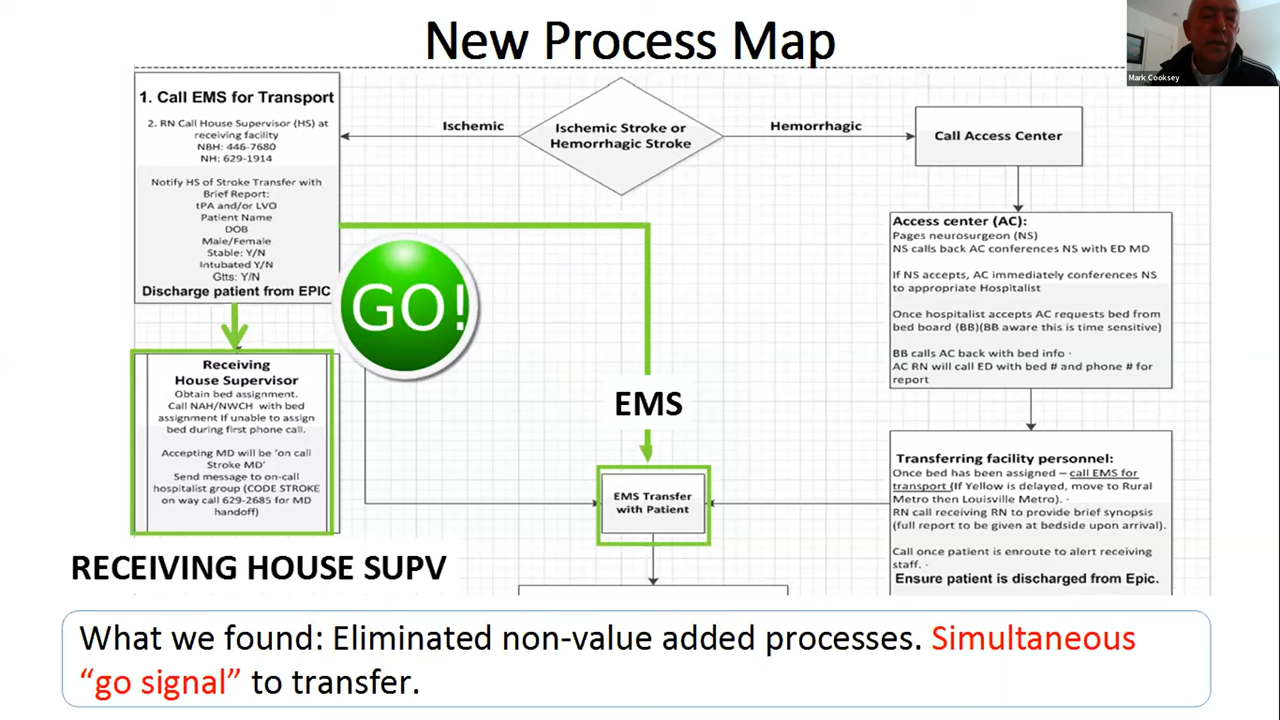 New Process Map
Mark Cooksey
1. Call EMS for Transport
2. RN Call House Supervisor (HS) at
receiving facility
NBH: 446-7680
NH: 629-1914
Notify HS of Stroke Transfer with
Brief Report:
tPA and/or LVO
Patient Name
DOB
Male/Female
Stable: Y/N
Intubated Y/N
Gtts: Y/N
Discharge patient from EPIC
Ischemic
Ischemic Stroke or
Hemorrhagic Stroke
Hemorrhagic
Call Access Center
GO!
Access center (AC):
Pages neurosurgeon (NS)
NS calls back AC conferences NS with ED MD
If NS accepts, AC immediately conferences NS
to appropriate Hospitalist
Once hospitalist accepts AC requests bed from
bed board (BB)(BB aware this is time sensitive)
BB calls AC back with bed info
AC RN will call ED with bed # and phone # for
report
Receiving
House Supervisor
Obtain bed assignment.
Call NAH/NWCH with bed
assignment If unable to assign
bed during first phone call.
Accepting MD will be 'on call
Stroke MD'
Send message to on-call
hospitalist group (CODE STROKE
on way call 629-2685 for MD
handoff)
RECEIVING HOUSE SUPV
EMS
EMS Transfer
with Patient
Transferring facility personnel:
Once bed has been assigned – call EMS for
transport (If Yellow is delayed, move to Rural
Metro then Louisville Metro).
RN call receiving RN to provide brief synopsis
(full report to be given at bedside upon arrival).
Call once patient is enroute to alert receiving
staff.
Ensure patient is discharged from Epic.
What we found: Eliminated non-value added processes. Simultaneous
“go signal” to transfer.